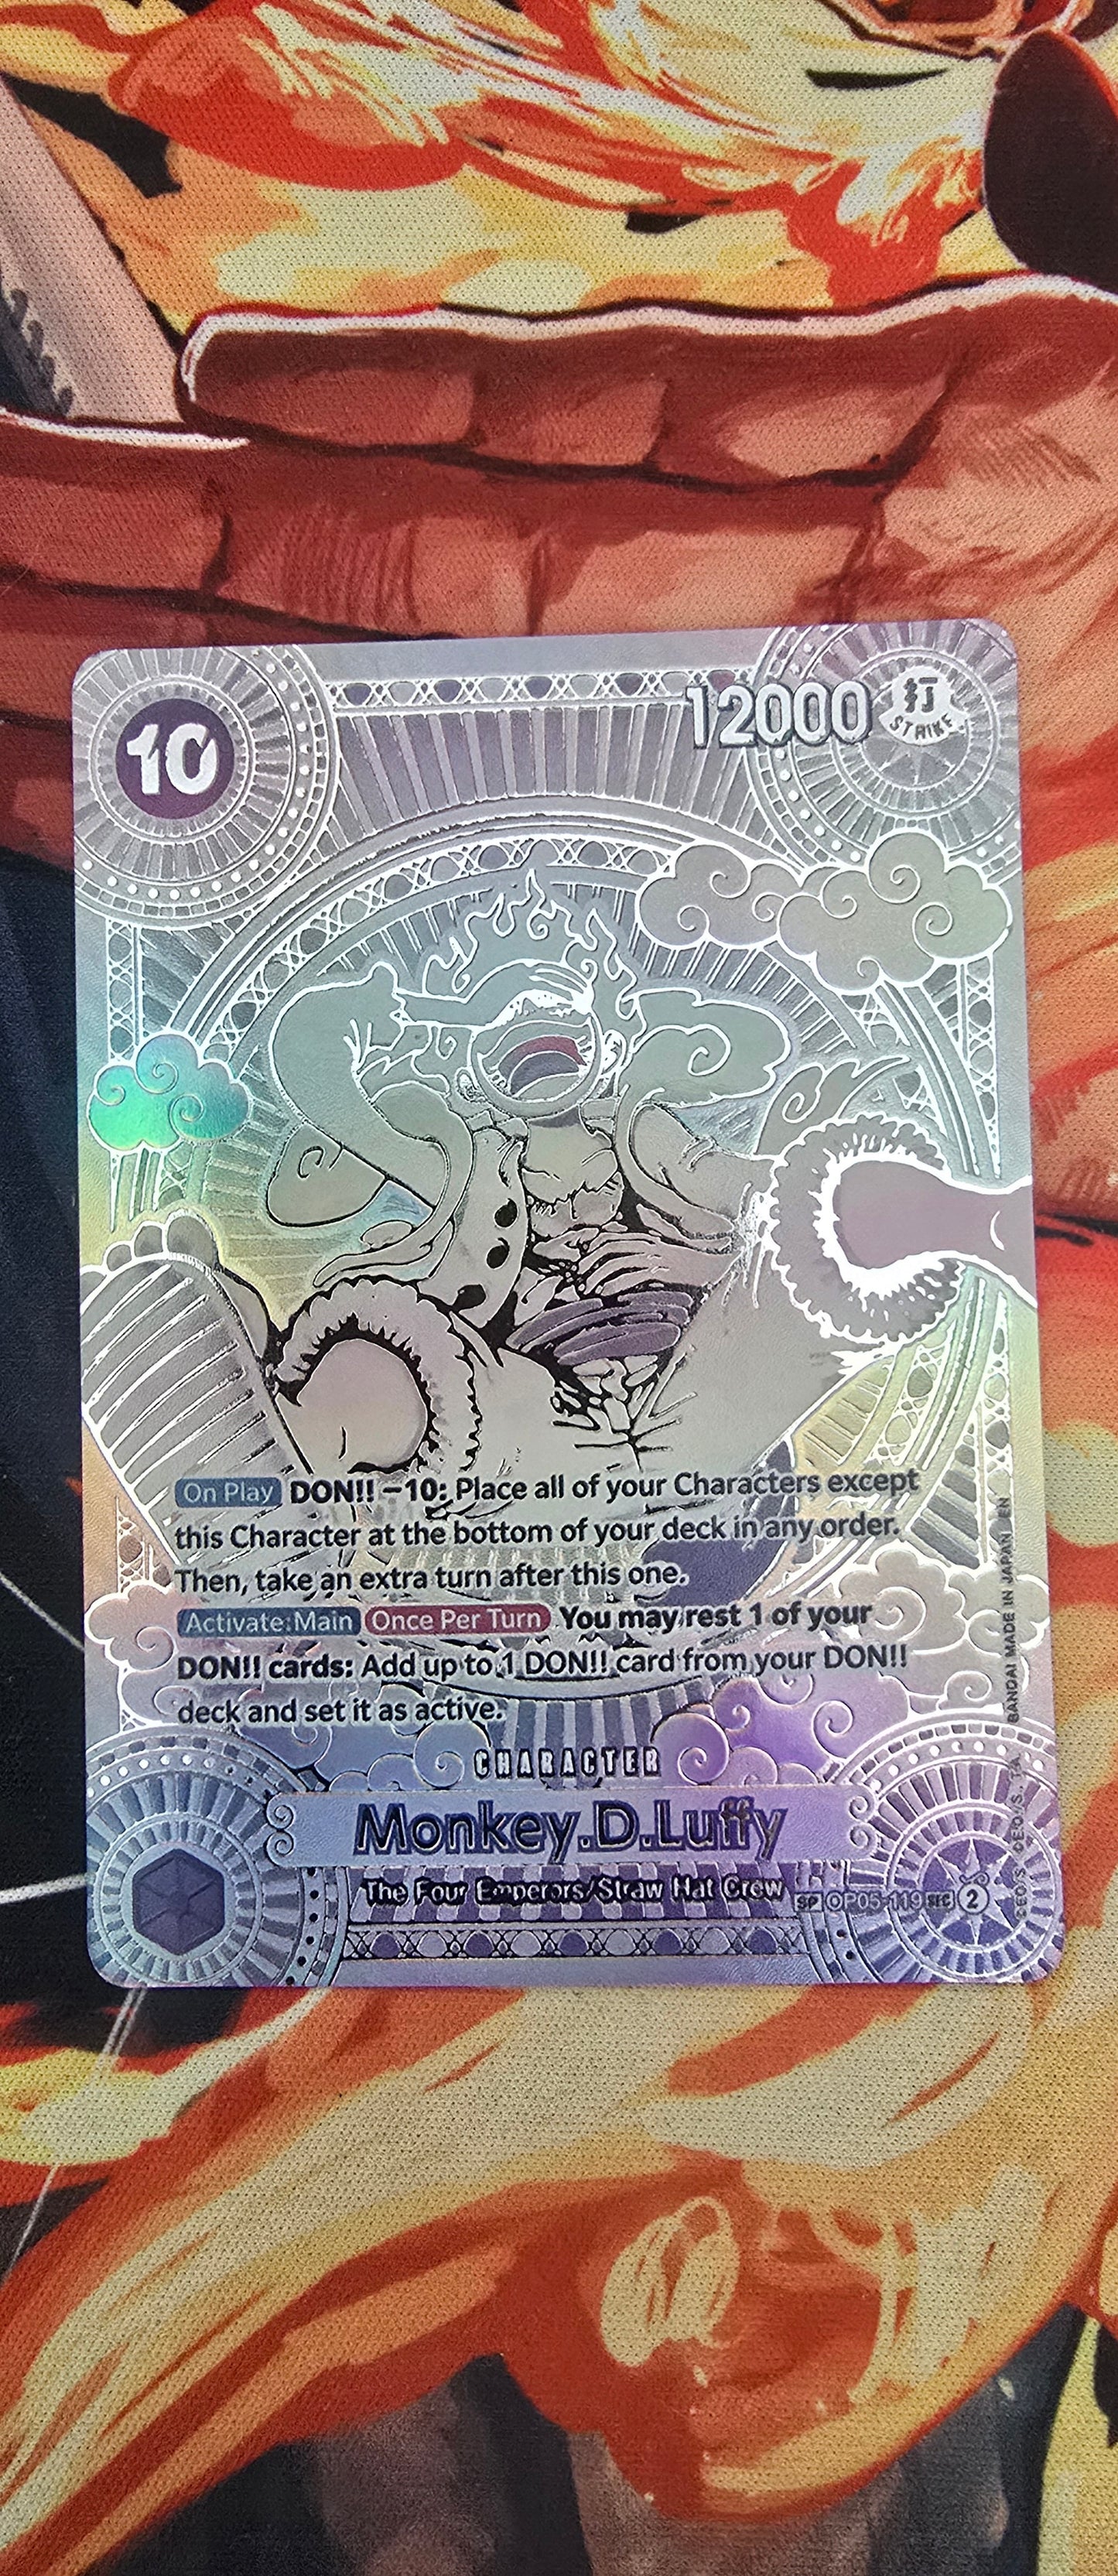 10
12000
打
STRIKE
On Play DON!! −10: Place all of your Characters except
this Character at the bottom of your deck in any order.
Then, take an extra turn after this one.
Activate:Main Once Per Turn You may rest 1 of your
DON!! cards: Add up to 1 DON!! card from your DON!!
deck and set it as active.
CHARACTER
Monkey.D.Luffy
The Four Emperors/Straw Hat Crew
SP OP05-119 SEC 2
©EO/S. ©EO/S., T.A
BANDAI MADE IN JAPAN EN